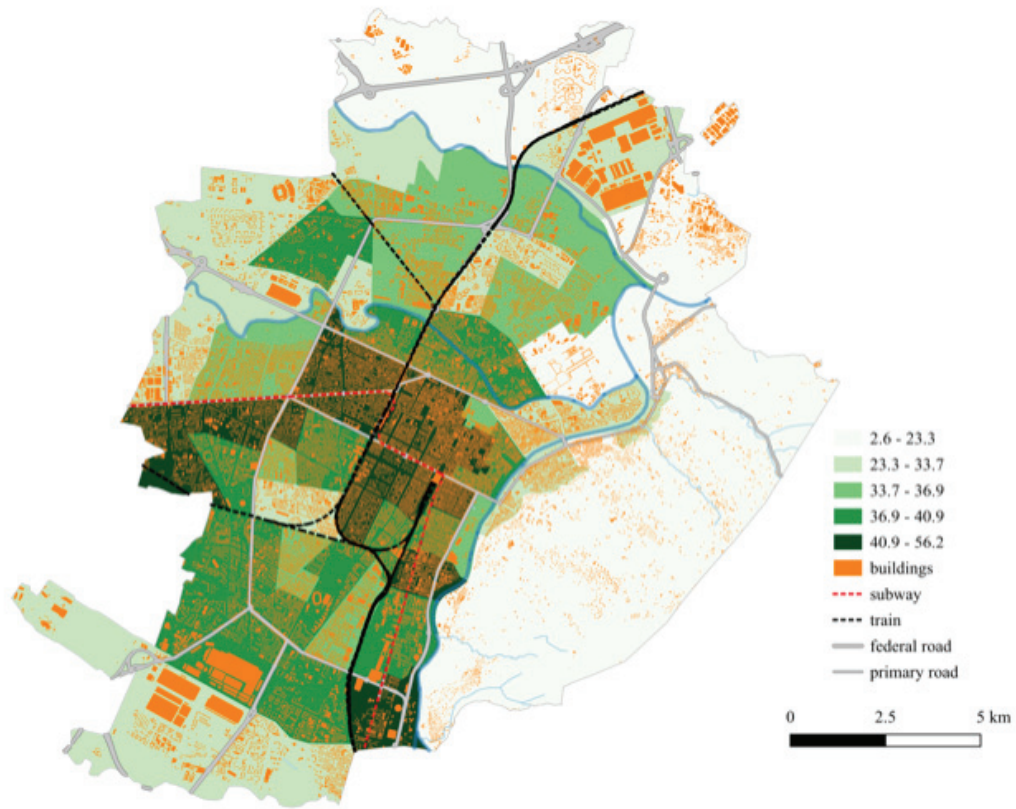 2.6 - 23.3
23.3 - 33.7
33.7 - 36.9
36.9 - 40.9
40.9 - 56.2
buildings
subway
train
federal road
primary road
0 2.5 5 km